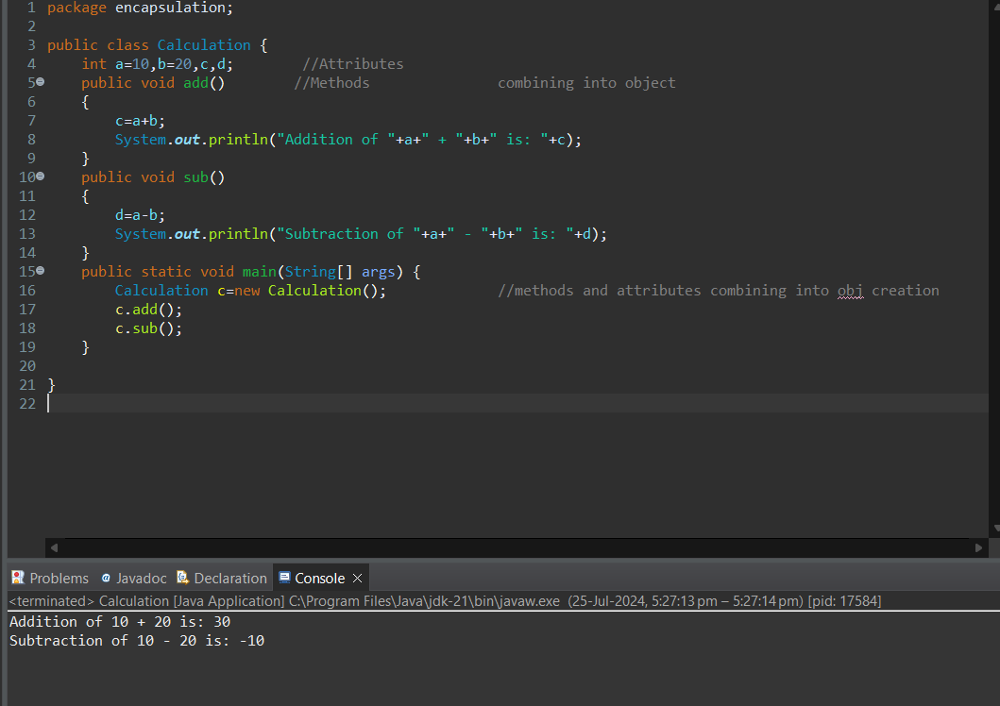 1 package encapsulation;
2
3 public class Calculation {
4     int a=10,b=20,c,d;        //Attributes
5     public void add()        //Methods               combining into object
6     {
7         c=a+b;
8         System.out.println("Addition of "+a+" + "+b+" is: "+c);
9     }
10     public void sub()
11     {
12         d=a-b;
13         System.out.println("Subtraction of "+a+" - "+b+" is: "+d);
14     }
15     public static void main(String[] args) {
16         Calculation c=new Calculation();             //methods and attributes combining into obj creation
17         c.add();
18         c.sub();
19     }
20
21 }
22
Problems @ Javadoc Declaration Console
<terminated> Calculation [Java Application] C:\Program Files\Java\jdk-21\bin\javaw.exe (25-Jul-2024, 5:27:13 pm – 5:27:14 pm) [pid: 17584]
Addition of 10 + 20 is: 30
Subtraction of 10 - 20 is: -10